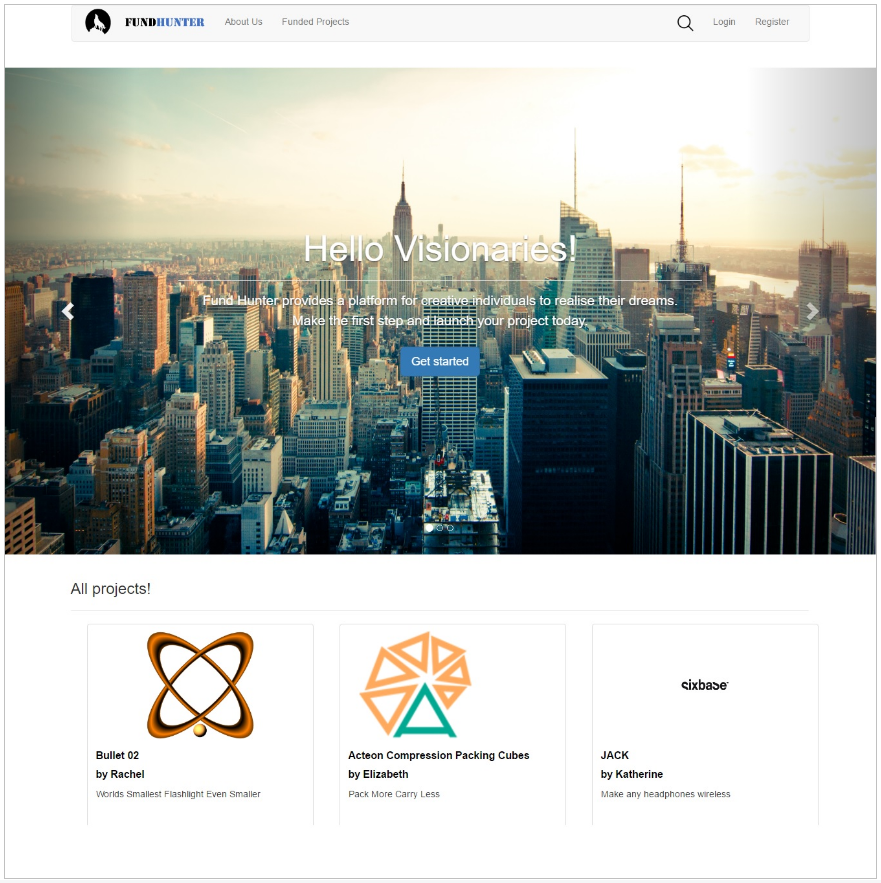 FUNDHUNTER About Us Funded Projects Login Register
Hello Visionaries!
Fund Hunter provides a platform for creative individuals to realise their dreams.
Make the first step and launch your project today.
Get started
All projects!
sixbase
Bullet 02
by Rachel
Worlds Smallest Flashlight Even Smaller
Acteon Compression Packing Cubes
by Elizabeth
Pack More Carry Less
JACK
by Katherine
Make any headphones wireless